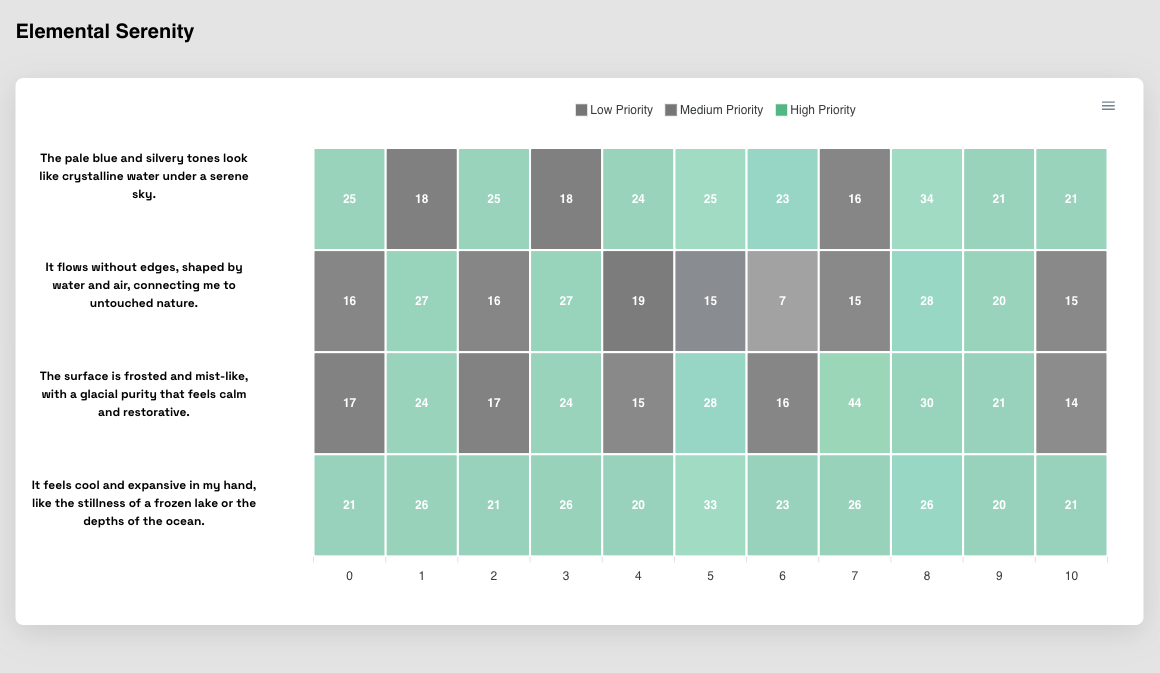 Elemental Serenity
Low Priority Medium Priority High Priority
The pale blue and silvery tones look
like crystalline water under a serene
sky.
25 18 25 18 24 25 23 16 34 21 21
It flows without edges, shaped by
water and air, connecting me to
untouched nature.
16 27 16 27 19 15 7 15 28 20 15
The surface is frosted and mist-like,
with a glacial purity that feels calm
and restorative.
17 24 17 24 15 28 16 44 30 21 14
It feels cool and expansive in my hand,
like the stillness of a frozen lake or the
depths of the ocean.
21 26 21 26 20 33 23 26 26 20 21
0 1 2 3 4 5 6 7 8 9 10